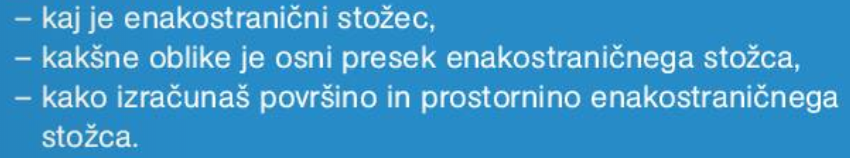 – kaj je enakostranični stožec,
– kakšne oblike je osni presek enakostraničnega stožca,
– kako izračunaš površino in prostornino enakostraničnega
stožca.